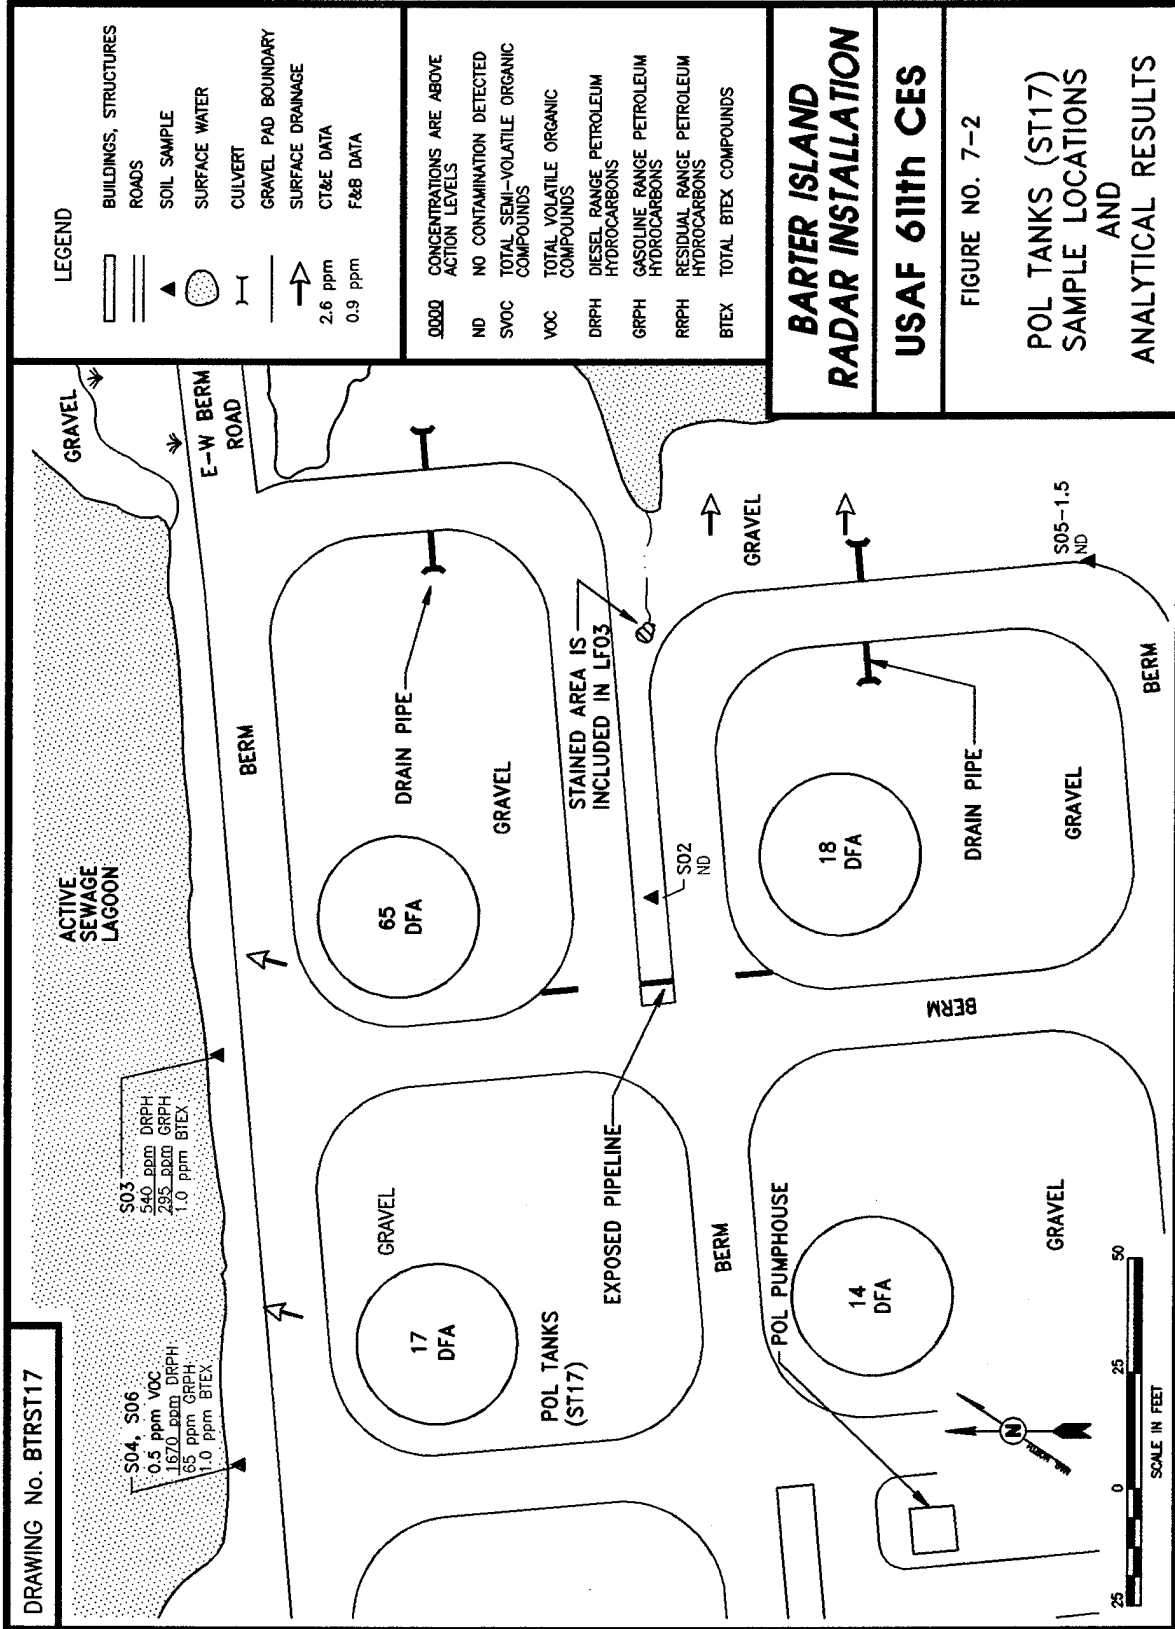 DRAWING No. BTRST17
ACTIVE
SEWAGE
LAGOON
GRAVEL
S04, S06
0.5 ppm VOC
1670 ppm DRPH
65 ppm GRPH
1.0 ppm BTEX
S03
540 ppm DRPH
295 ppm GRPH
1.0 ppm BTEX
E-W BERM
ROAD
BERM
GRAVEL
17
DFA
POL TANKS
(ST17)
65
DFA
DRAIN PIPE
GRAVEL
STAINED AREA IS
INCLUDED IN LF03
EXPOSED PIPELINE
S02
ND
BERM
GRAVEL
POL PUMPHOUSE
14
DFA
GRAVEL
BERM
18
DFA
DRAIN PIPE
GRAVEL
S05-1.5
ND
BERM
N
25 0 25 50
SCALE IN FEET
LEGEND
BUILDINGS, STRUCTURES
ROADS
SOIL SAMPLE
SURFACE WATER
CULVERT
GRAVEL PAD BOUNDARY
SURFACE DRAINAGE
2.6 ppm CT&E DATA
0.9 ppm F&B DATA
0000 CONCENTRATIONS ARE ABOVE
ACTION LEVELS
ND NO CONTAMINATION DETECTED
SVOC TOTAL SEMI-VOLATILE ORGANIC
COMPOUNDS
VOC TOTAL VOLATILE ORGANIC
COMPOUNDS
DRPH DIESEL RANGE PETROLEUM
HYDROCARBONS
GRPH GASOLINE RANGE PETROLEUM
HYDROCARBONS
RRPH RESIDUAL RANGE PETROLEUM
HYDROCARBONS
BTEX TOTAL BTEX COMPOUNDS
BARTER ISLAND
RADAR INSTALLATION
USAF 611th CES
FIGURE NO. 7-2
POL TANKS (ST17)
SAMPLE LOCATIONS
AND
ANALYTICAL RESULTS